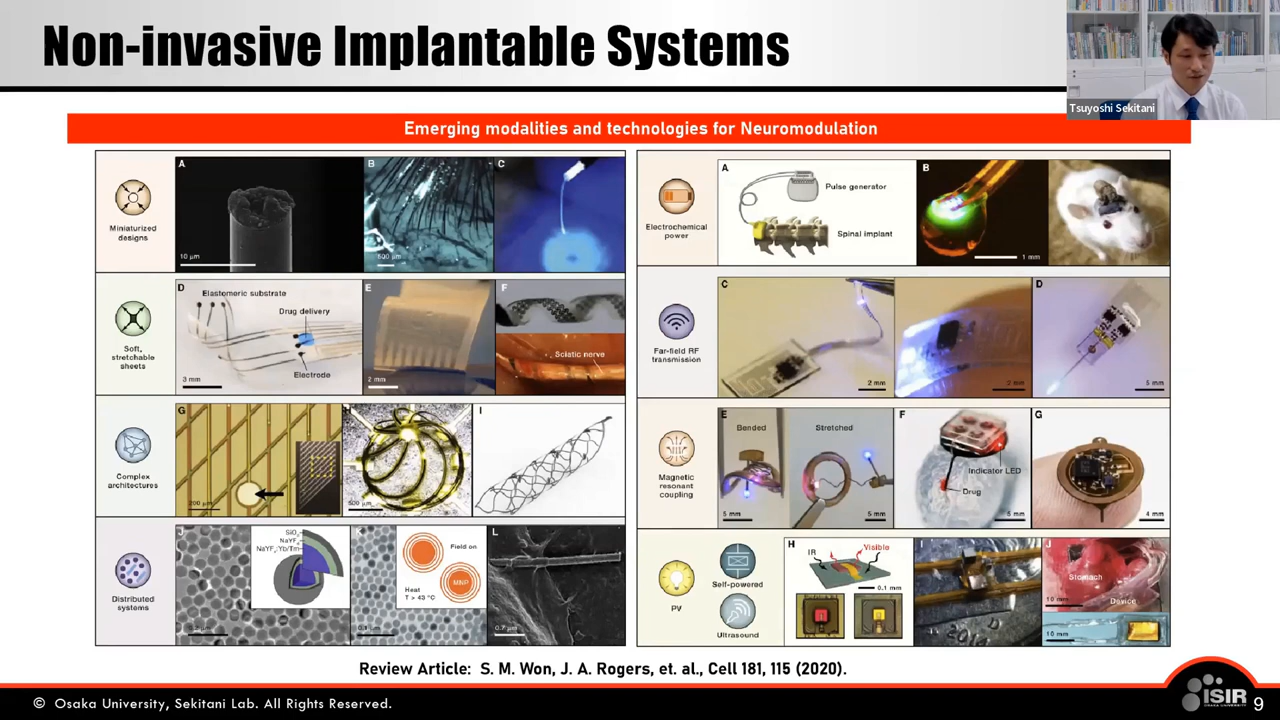 Non-invasive Implantable Systems
Tsuyoshi Sekitani
Emerging modalities and technologies for Neuromodulation
Miniaturized
designs
A
10 µm
B
500 µm
C
Soft,
stretchable
sheets
D
Elastomeric substrate
Drug delivery
Electrode
3 mm
E
2 mm
F
Sciatic nerve
Complex
architectures
G
200 µm
H
500 µm
I
Distributed
systems
J
SiO₂
NaYF₄
NaYF₄:Yb/Tm
K
Field on
MNP
Heat
T > 43 °C
L
0.7 µm
Electrochemical
power
A
Pulse generator
Spinal implant
B
1 mm
Far-field RF
transmission
C
2 mm
2 mm
D
5 mm
Magnetic
resonant
coupling
E
Bended
5 mm
Stretched
5 mm
F
Indicator LED
Drug
5 mm
G
4 mm
PV
Self-powered
Ultrasound
H
IR
Visible
0.1 mm
I
J
Stomach
Device
10 mm
10 mm
Review Article: S. M. Won, J. A. Rogers, et. al., Cell 181, 115 (2020).
© Osaka University, Sekitani Lab. All Rights Reserved.
ISIR
OSAKA UNIVERSITY
9